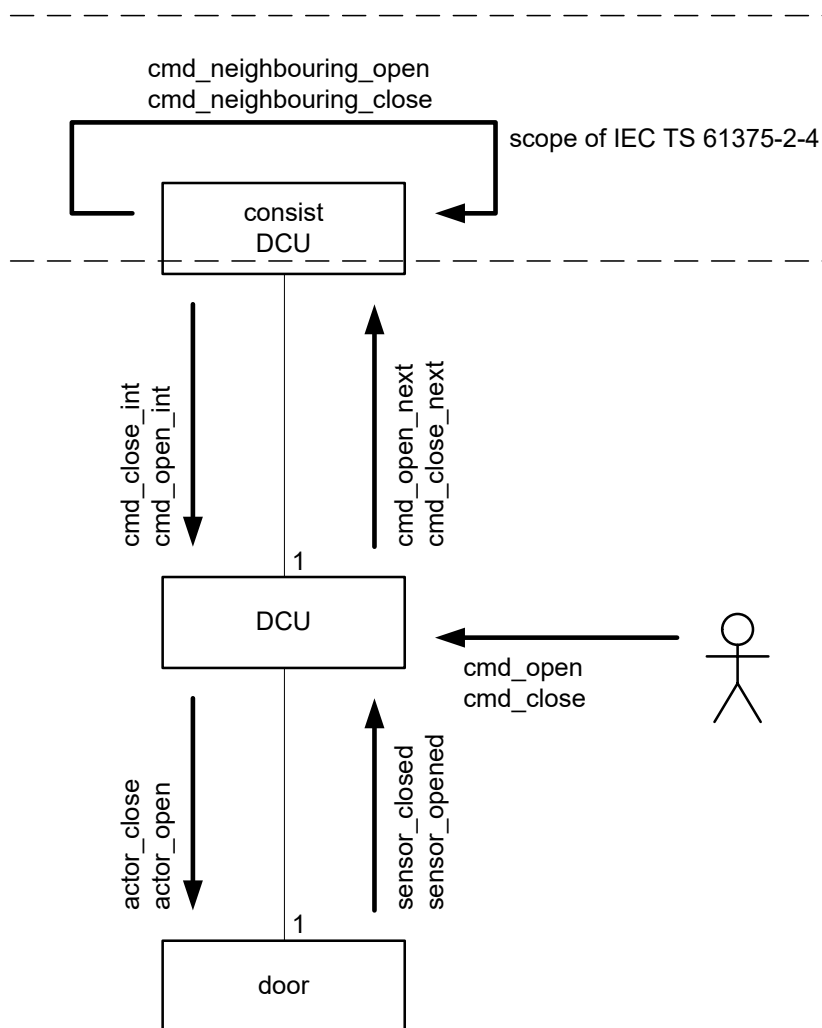 cmd_neighbouring_open
cmd_neighbouring_close
scope of IEC TS 61375-2-4
consist
DCU
cmd_close_int
cmd_open_int
cmd_open_next
cmd_close_next
1
DCU
cmd_open
cmd_close
actor_close
actor_open
sensor_closed
sensor_opened
1
door